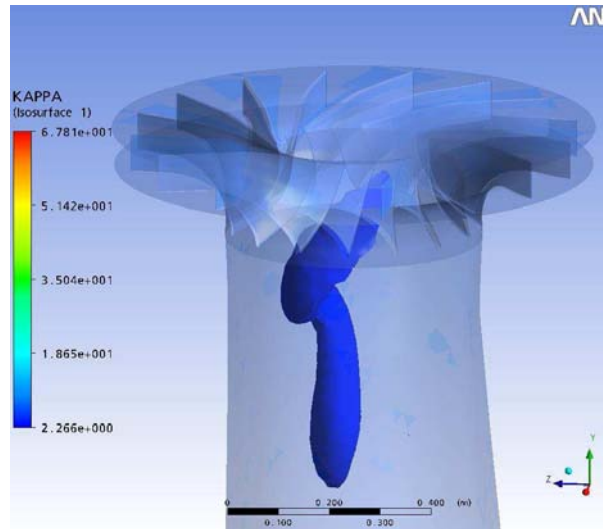 AN
KAPPA
(Isosurface 1)
6.781e+001
5.142e+001
3.504e+001
1.865e+001
2.266e+000
Y
Z
0 0.200 0.400 (m)
0.100 0.300